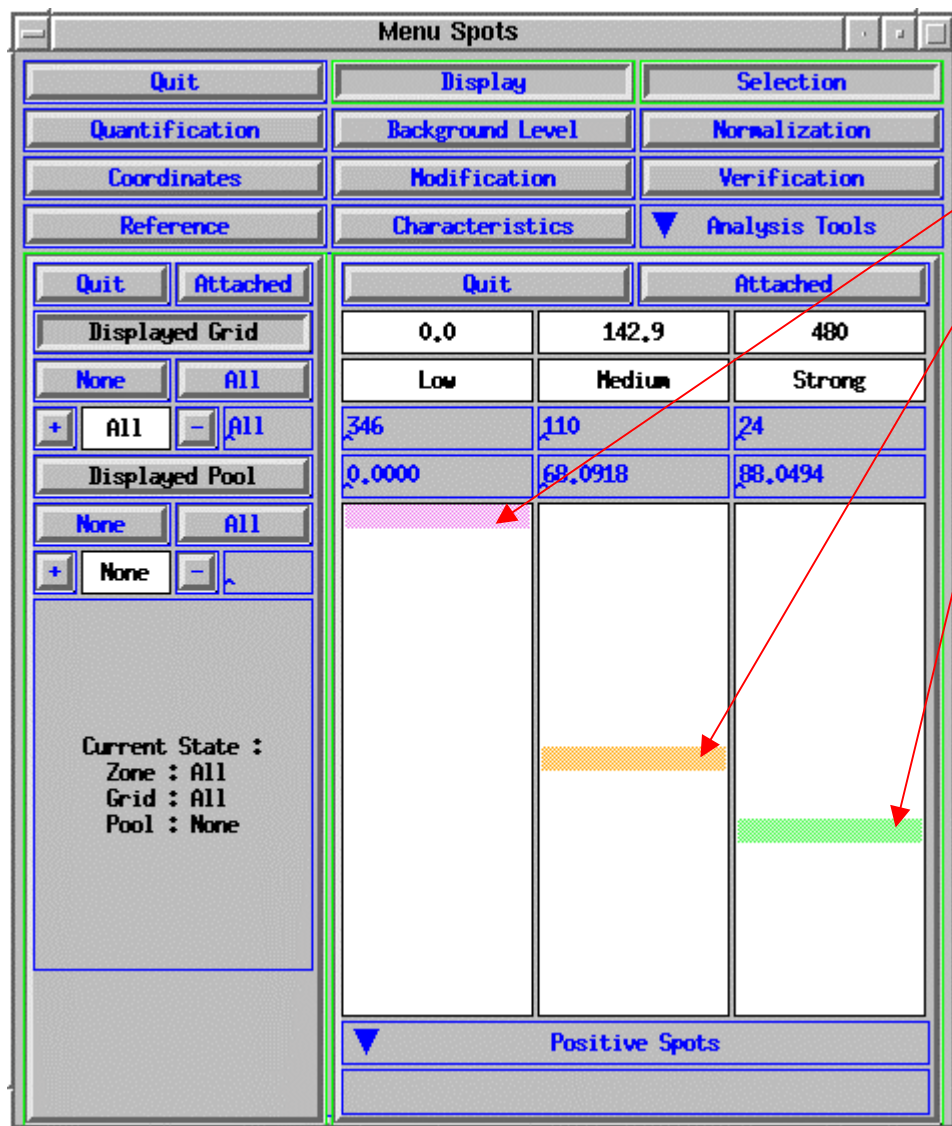 Menu Spots
Quit Display Selection
Quantification Background Level Normalization
Coordinates Modification Verification
Reference Characteristics Analysis Tools
Quit Attached
Displayed Grid
None All
+ All - ^All
Displayed Pool
None All
+ None - ^
Current State :
Zone : All
Grid : All
Pool : None
Quit Attached
0.0 142.9 480
Low Medium Strong
346 110 24
0.0000 68.0918 88.0494
Positive Spots